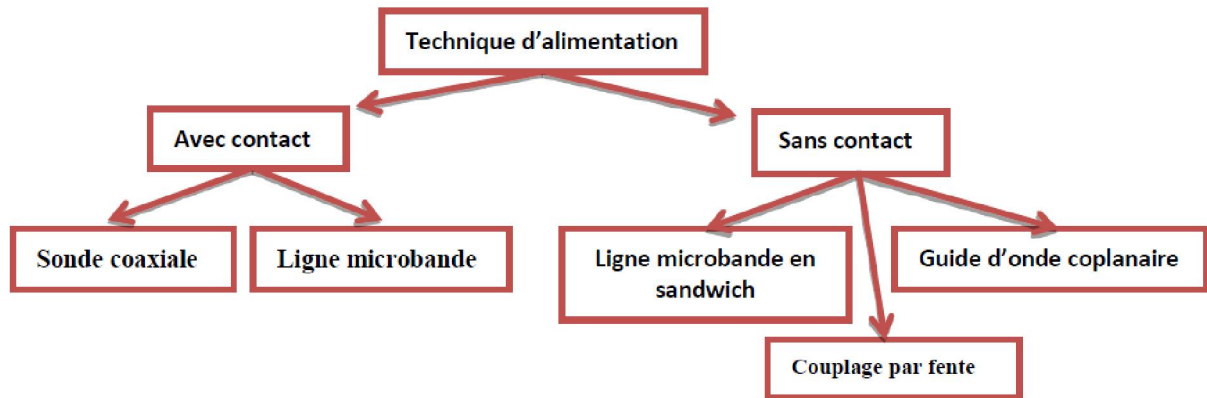 Technique d’alimentation
Avec contact
Sans contact
Sonde coaxiale
Ligne microbande
Ligne microbande en
sandwich
Guide d’onde coplanaire
Couplage par fente